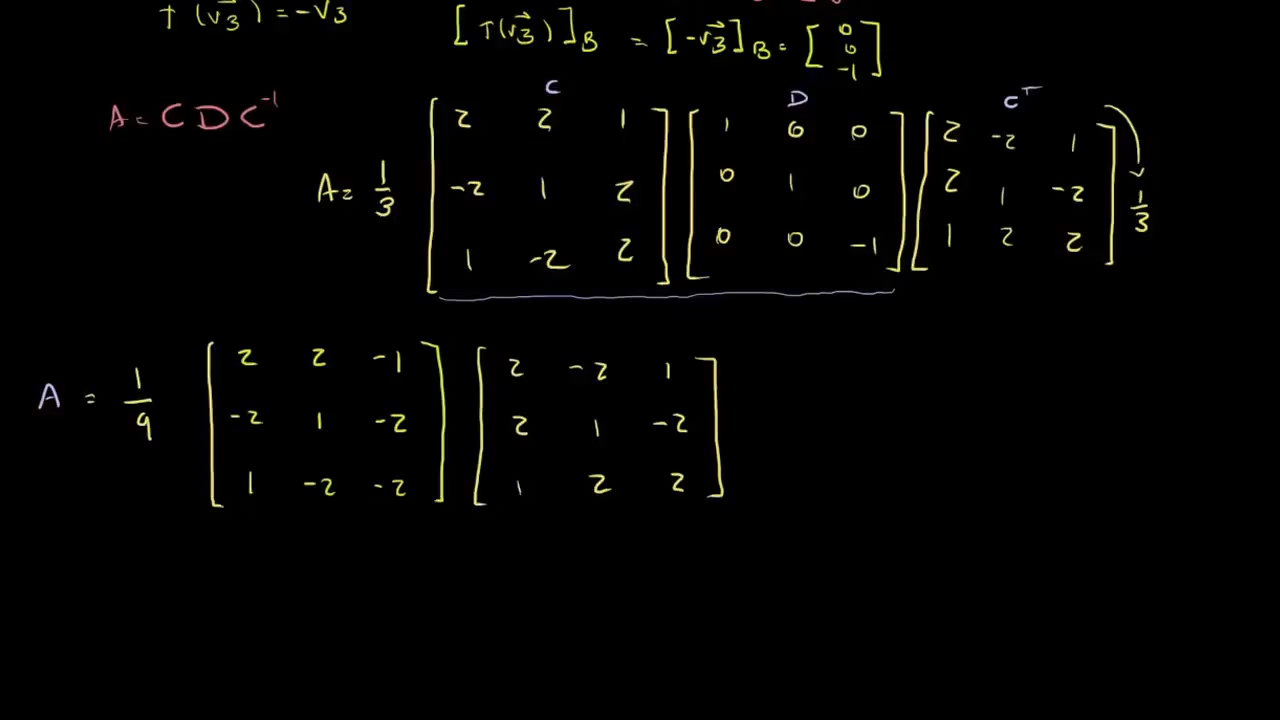 T(v⃗3) = -v⃗3 [T(v⃗3)]B = [-v⃗3]B = [0 0 -1]
C D Cᵀ
A = C D C⁻¹
A = 1/3 [2 2 1; -2 1 2; 1 -2 2] [1 0 0; 0 1 0; 0 0 -1] [2 -2 1; 2 1 -2; 1 2 2] 1/3
A = 1/9 [2 2 -1; -2 1 -2; 1 -2 -2] [2 -2 1; 2 1 -2; 1 2 2]